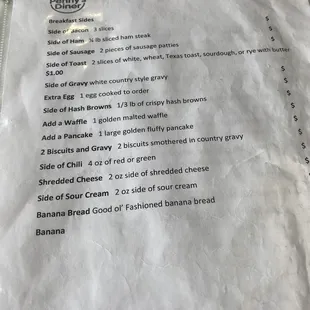 Penny's
Diner
Breakfast Sides
Side of Bacon 3 slices $
Side of Ham ¼ lb sliced ham steak $
Side of Sausage 2 pieces of sausage patties $
Side of Toast 2 slices of white, wheat, Texas toast, sourdough, or rye with butter
$1.00
Side of Gravy white country style gravy $
Extra Egg 1 egg cooked to order $
Side of Hash Browns 1/3 lb of crispy hash browns $
Add a Waffle 1 golden malted waffle $
Add a Pancake 1 large golden fluffy pancake $
2 Biscuits and Gravy 2 biscuits smothered in country gravy $
Side of Chili 4 oz of red or green $
Shredded Cheese 2 oz side of shredded cheese $
Side of Sour Cream 2 oz side of sour cream
Banana Bread Good ol' Fashioned banana bread
Banana